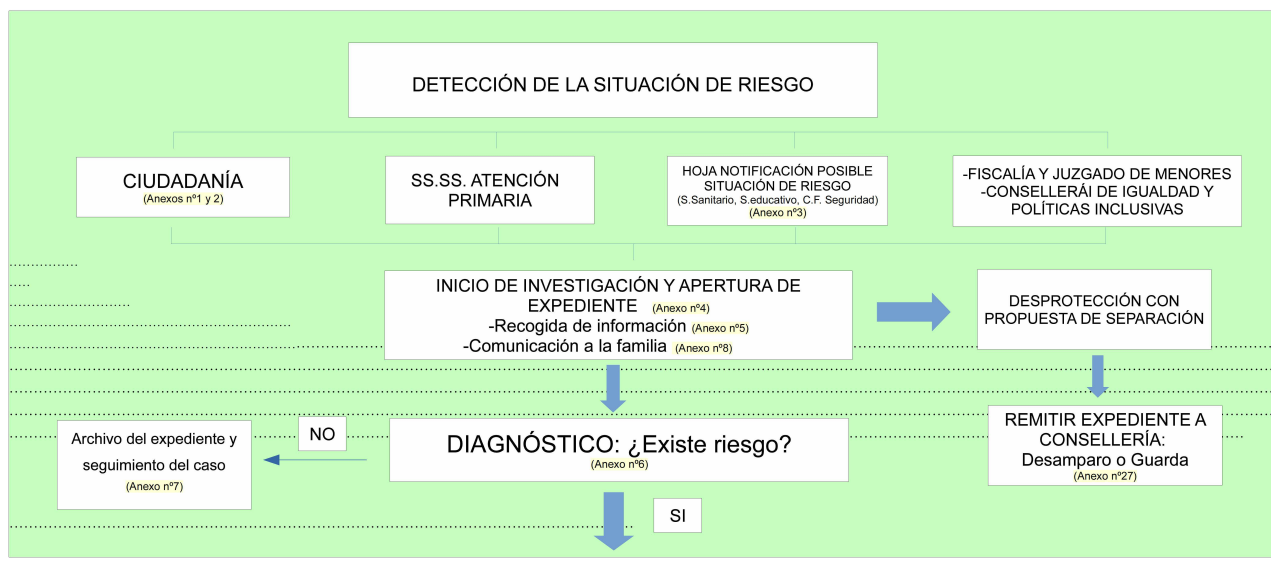 DETECCIÓN DE LA SITUACIÓN DE RIESGO
CIUDADANÍA
(Anexos nº1 y 2)
SS.SS. ATENCIÓN
PRIMARIA
HOJA NOTIFICACIÓN POSIBLE
SITUACIÓN DE RIESGO
(S.Sanitario, S.educativo, C.F. Seguridad)
(Anexo nº3)
-FISCALÍA Y JUZGADO DE MENORES
-CONSELLERÁI DE IGUALDAD Y
POLÍTICAS INCLUSIVAS
INICIO DE INVESTIGACIÓN Y APERTURA DE
EXPEDIENTE (Anexo nº4)
-Recogida de información (Anexo nº5)
-Comunicación a la familia (Anexo nº8)
DESPROTECCIÓN CON
PROPUESTA DE SEPARACIÓN
Archivo del expediente y
seguimiento del caso
(Anexo nº7)
NO
DIAGNÓSTICO: ¿Existe riesgo?
(Anexo nº6)
REMITIR EXPEDIENTE A
CONSELLERÍA:
Desamparo o Guarda
(Anexo nº27)
SI